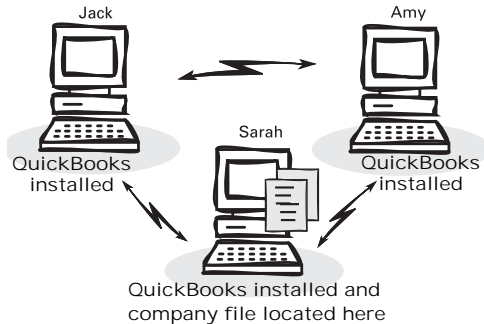 Jack
Amy
QuickBooks
installed
QuickBooks
installed
Sarah
QuickBooks installed and
company file located here